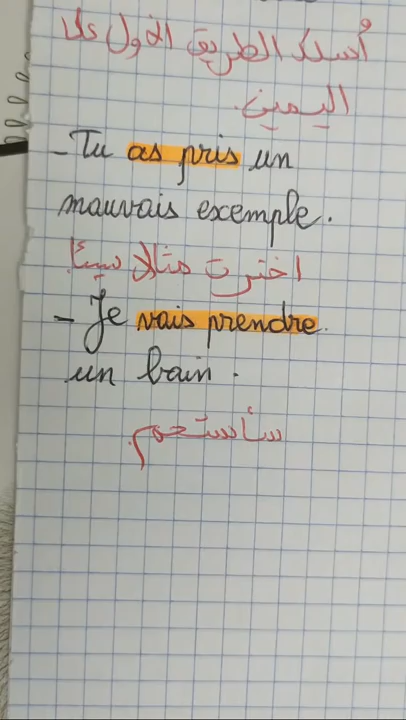 أسلك الطريق الأول على
اليمين.
- Tu as pris un
mauvais exemple.
اخترت مثلا سيئا
- Je vais prendre
un bain.
سأستحم